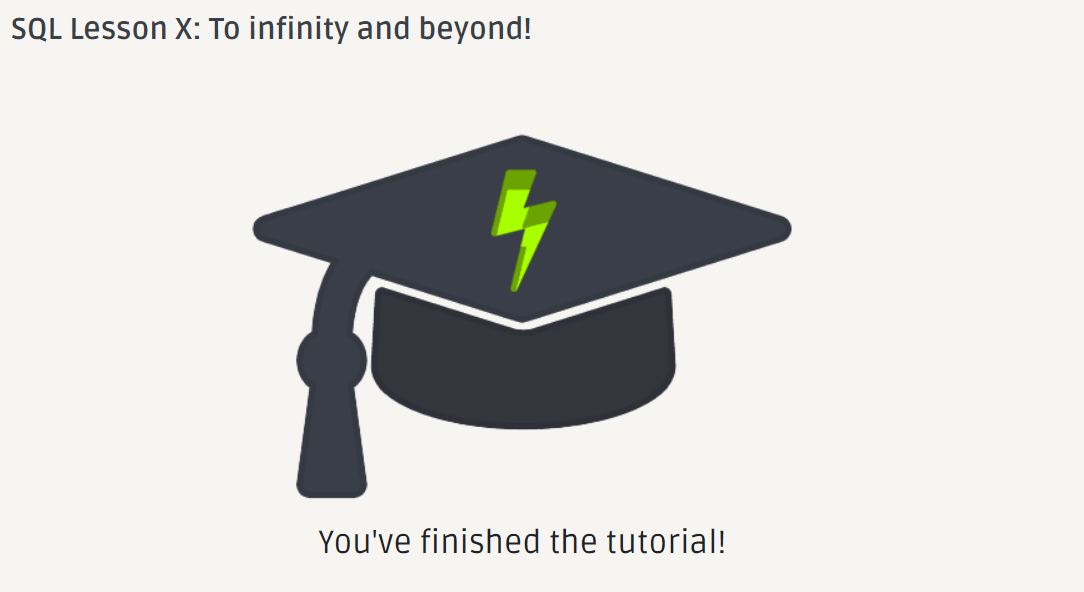 SQL Lesson X: To infinity and beyond!
You've finished the tutorial!